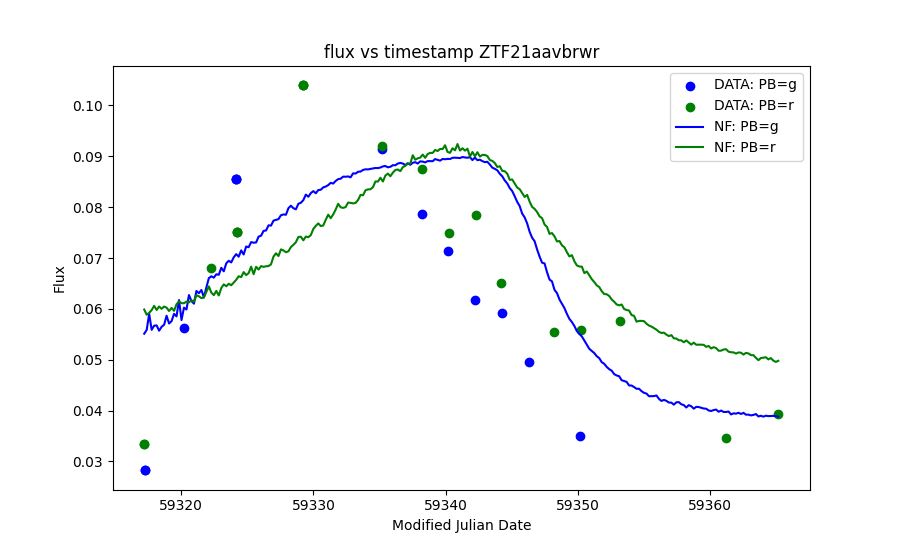 flux vs timestamp ZTF21aavbrwr
DATA: PB=g
DATA: PB=r
NF: PB=g
NF: PB=r
Flux
0.10
0.09
0.08
0.07
0.06
0.05
0.04
0.03
59320 59330 59340 59350 59360
Modified Julian Date